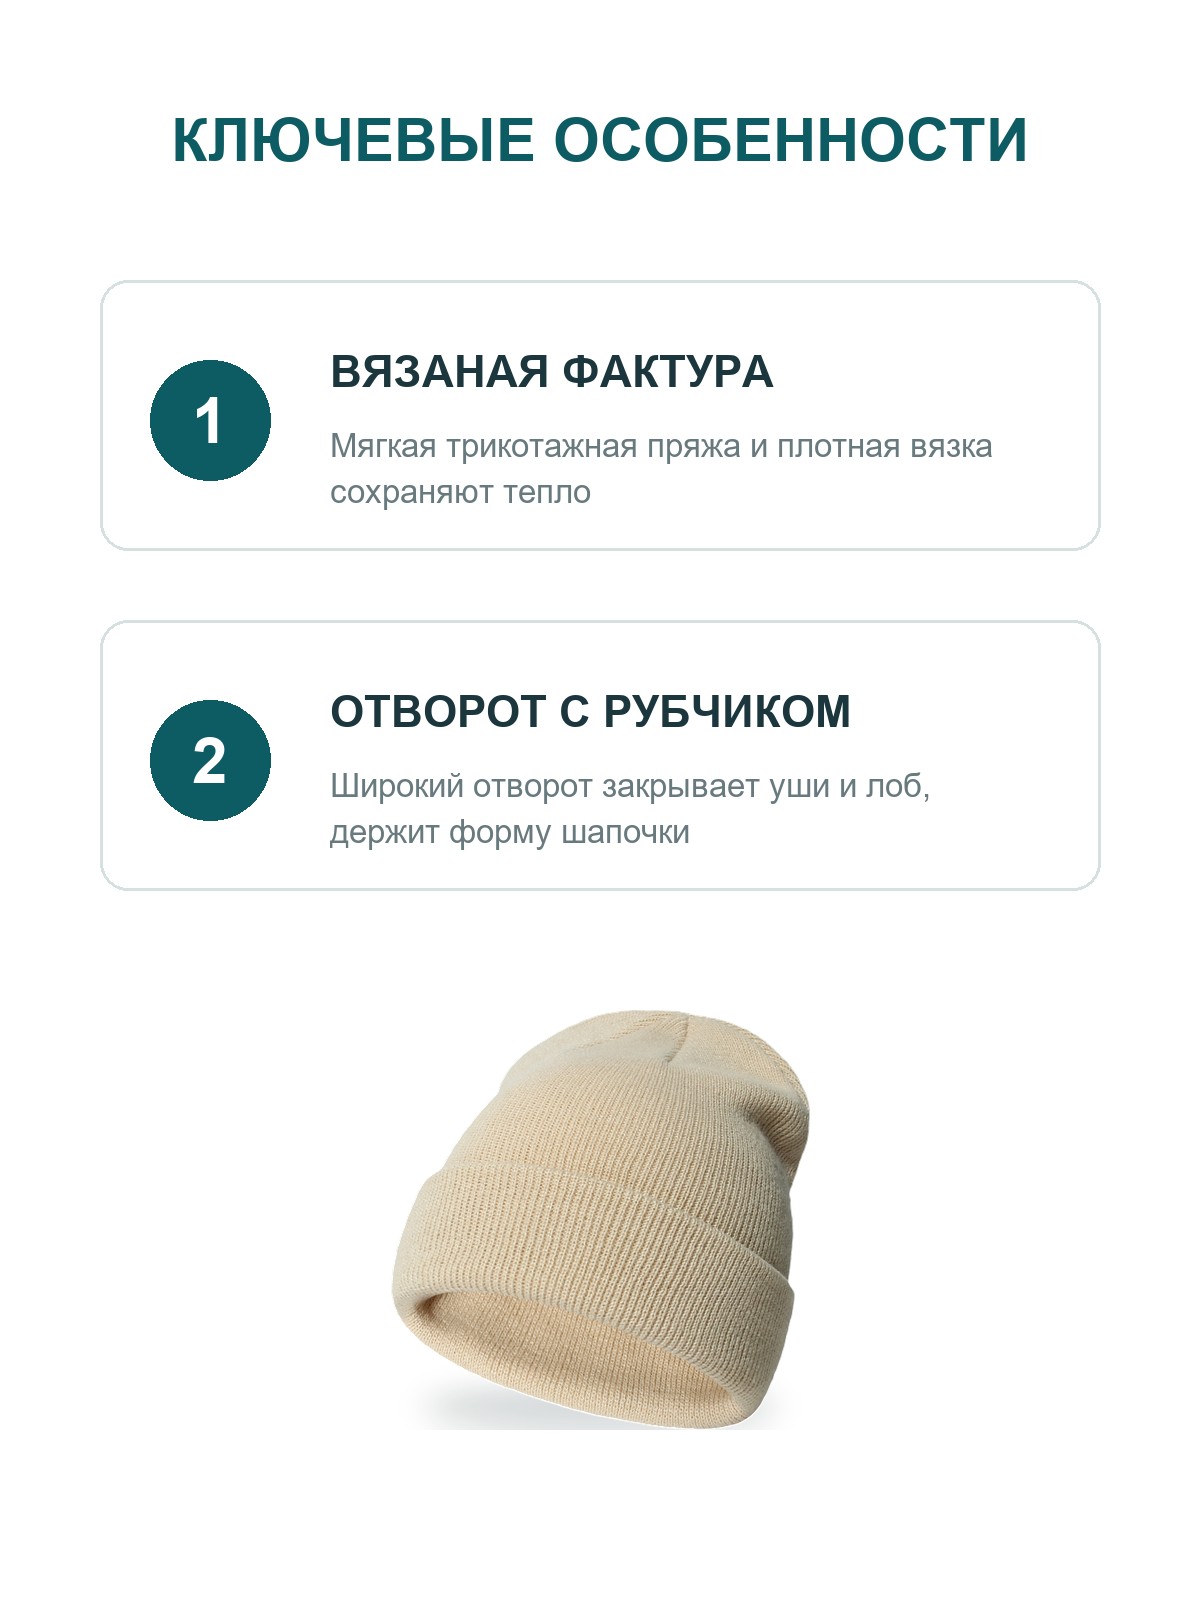 КЛЮЧЕВЫЕ ОСОБЕННОСТИ
1
ВЯЗАНАЯ ФАКТУРА
Мягкая трикотажная пряжа и плотная вязка
сохраняют тепло
2
ОТВОРОТ С РУБЧИКОМ
Широкий отворот закрывает уши и лоб,
держит форму шапочки